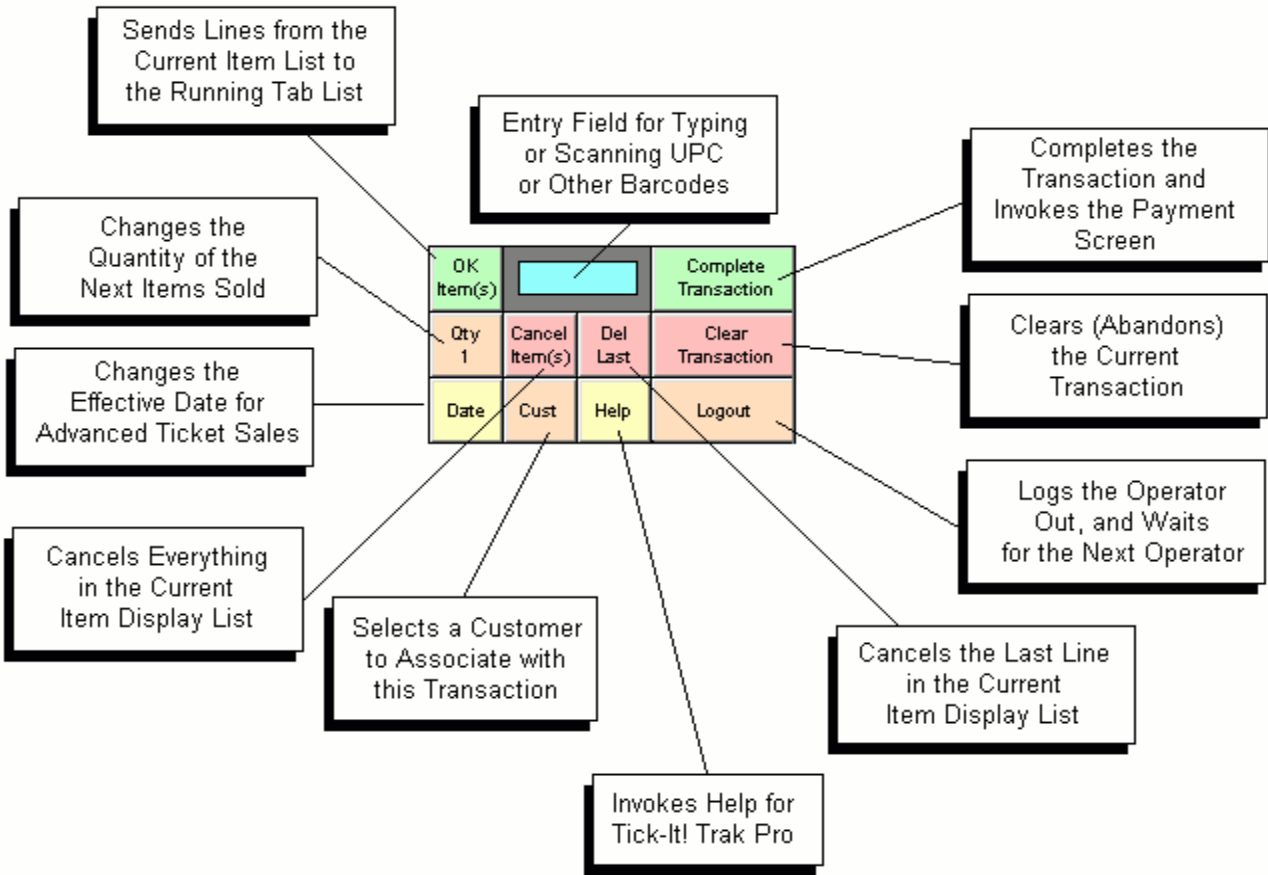 Sends Lines from the
Current Item List to
the Running Tab List
Entry Field for Typing
or Scanning UPC
or Other Barcodes
Completes the
Transaction and
Invokes the Payment
Screen
Changes the
Quantity of the
Next Items Sold
OK
Item(s)
Complete
Transaction
Qty
1
Cancel
Item(s)
Del
Last
Clear
Transaction
Date
Cust
Help
Logout
Clears (Abandons)
the Current
Transaction
Changes the
Effective Date for
Advanced Ticket Sales
Logs the Operator
Out, and Waits
for the Next Operator
Cancels Everything
in the Current
Item Display List
Selects a Customer
to Associate with
this Transaction
Cancels the Last Line
in the Current
Item Display List
Invokes Help for
Tick-It! Trak Pro